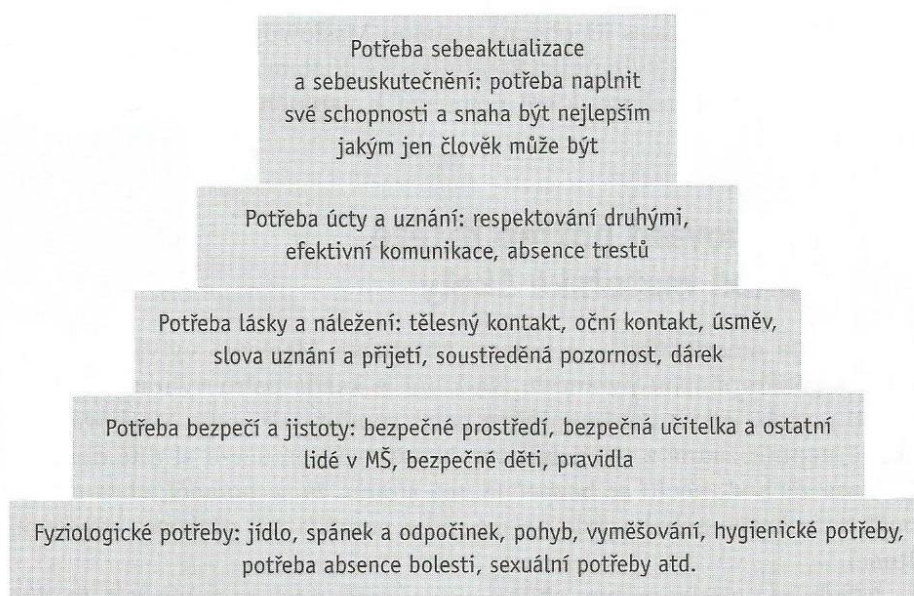 Potřeba sebeaktualizace
a sebeuskutečnění: potřeba naplnit
své schopnosti a snaha být nejlepším
jakým jen člověk může být
Potřeba úcty a uznání: respektování druhými,
efektivní komunikace, absence trestů
Potřeba lásky a náležení: tělesný kontakt, oční kontakt, úsměv,
slova uznání a přijetí, soustředěná pozornost, dárek
Potřeba bezpečí a jistoty: bezpečné prostředí, bezpečná učitelka a ostatní
lidé v MŠ, bezpečné děti, pravidla
Fyziologické potřeby: jídlo, spánek a odpočinek, pohyb, vyměšování, hygienické potřeby,
potřeba absence bolesti, sexuální potřeby atd.